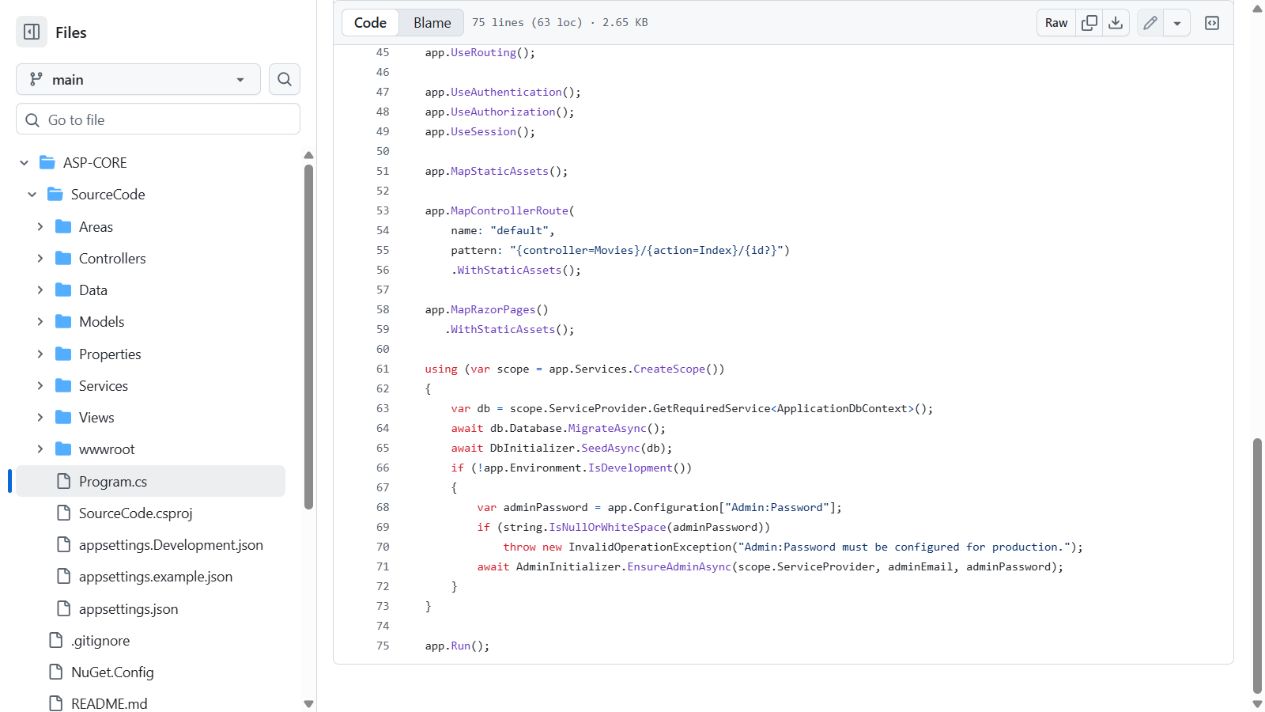 Files
main
Go to file
ASP-CORE
SourceCode
Areas
Controllers
Data
Models
Properties
Services
Views
wwwroot
Program.cs
SourceCode.csproj
appsettings.Development.json
appsettings.example.json
appsettings.json
.gitignore
NuGet.Config
README.md
Code Blame 75 lines (63 loc) · 2.65 KB Raw
45 app.UseRouting();
46
47 app.UseAuthentication();
48 app.UseAuthorization();
49 app.UseSession();
50
51 app.MapStaticAssets();
52
53 app.MapControllerRoute(
54 name: "default",
55 pattern: "{controller=Movies}/{action=Index}/{id?}")
56 .WithStaticAssets();
57
58 app.MapRazorPages()
59 .WithStaticAssets();
60
61 using (var scope = app.Services.CreateScope())
62 {
63 var db = scope.ServiceProvider.GetRequiredService<ApplicationDbContext>();
64 await db.Database.MigrateAsync();
65 await DbInitializer.SeedAsync(db);
66 if (!app.Environment.IsDevelopment())
67 {
68 var adminPassword = app.Configuration["Admin:Password"];
69 if (string.IsNullOrWhiteSpace(adminPassword))
70 throw new InvalidOperationException("Admin:Password must be configured for production.");
71 await AdminInitializer.EnsureAdminAsync(scope.ServiceProvider, adminEmail, adminPassword);
72 }
73 }
74
75 app.Run();